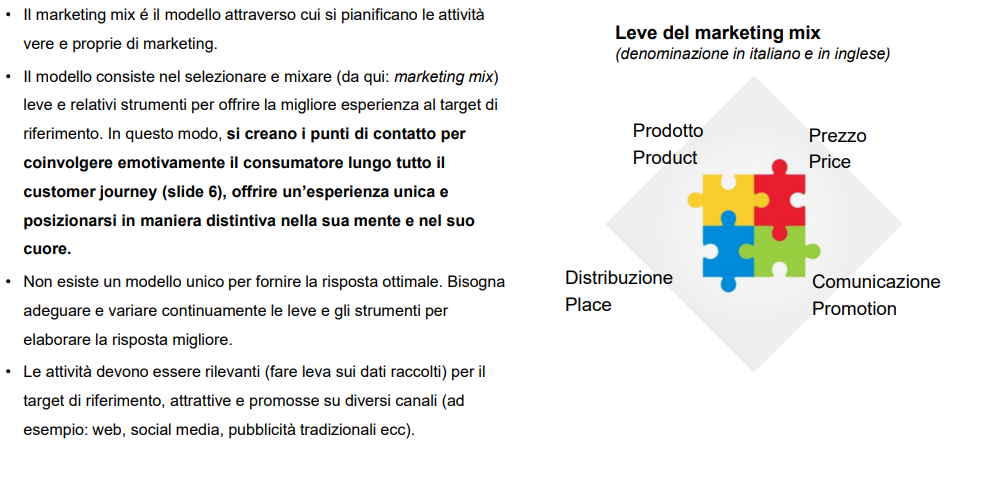 • Il marketing mix é il modello attraverso cui si pianificano le attività
vere e proprie di marketing.
• Il modello consiste nel selezionare e mixare (da qui: marketing mix)
leve e relativi strumenti per offrire la migliore esperienza al target di
riferimento. In questo modo, si creano i punti di contatto per
coinvolgere emotivamente il consumatore lungo tutto il
customer journey (slide 6), offrire un’esperienza unica e
posizionarsi in maniera distintiva nella sua mente e nel suo
cuore.
• Non esiste un modello unico per fornire la risposta ottimale. Bisogna
adeguare e variare continuamente le leve e gli strumenti per
elaborare la risposta migliore.
• Le attività devono essere rilevanti (fare leva sui dati raccolti) per il
target di riferimento, attrattive e promosse su diversi canali (ad
esempio: web, social media, pubblicità tradizionali ecc).
Leve del marketing mix
(denominazione in italiano e in inglese)
Prodotto
Product
Prezzo
Price
Distribuzione
Place
Comunicazione
Promotion